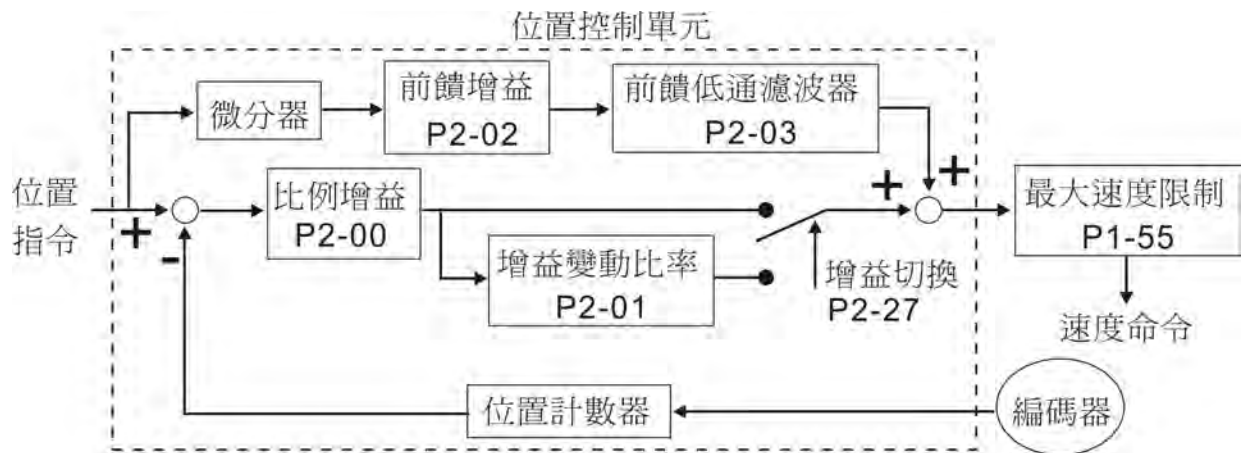 位置控制單元
微分器
前饋增益
P2-02
前饋低通濾波器
P2-03
位置
指令
+
-
比例增益
P2-00
增益變動比率
P2-01
增益切換
P2-27
+
+
最大速度限制
P1-55
速度命令
位置計數器
編碼器